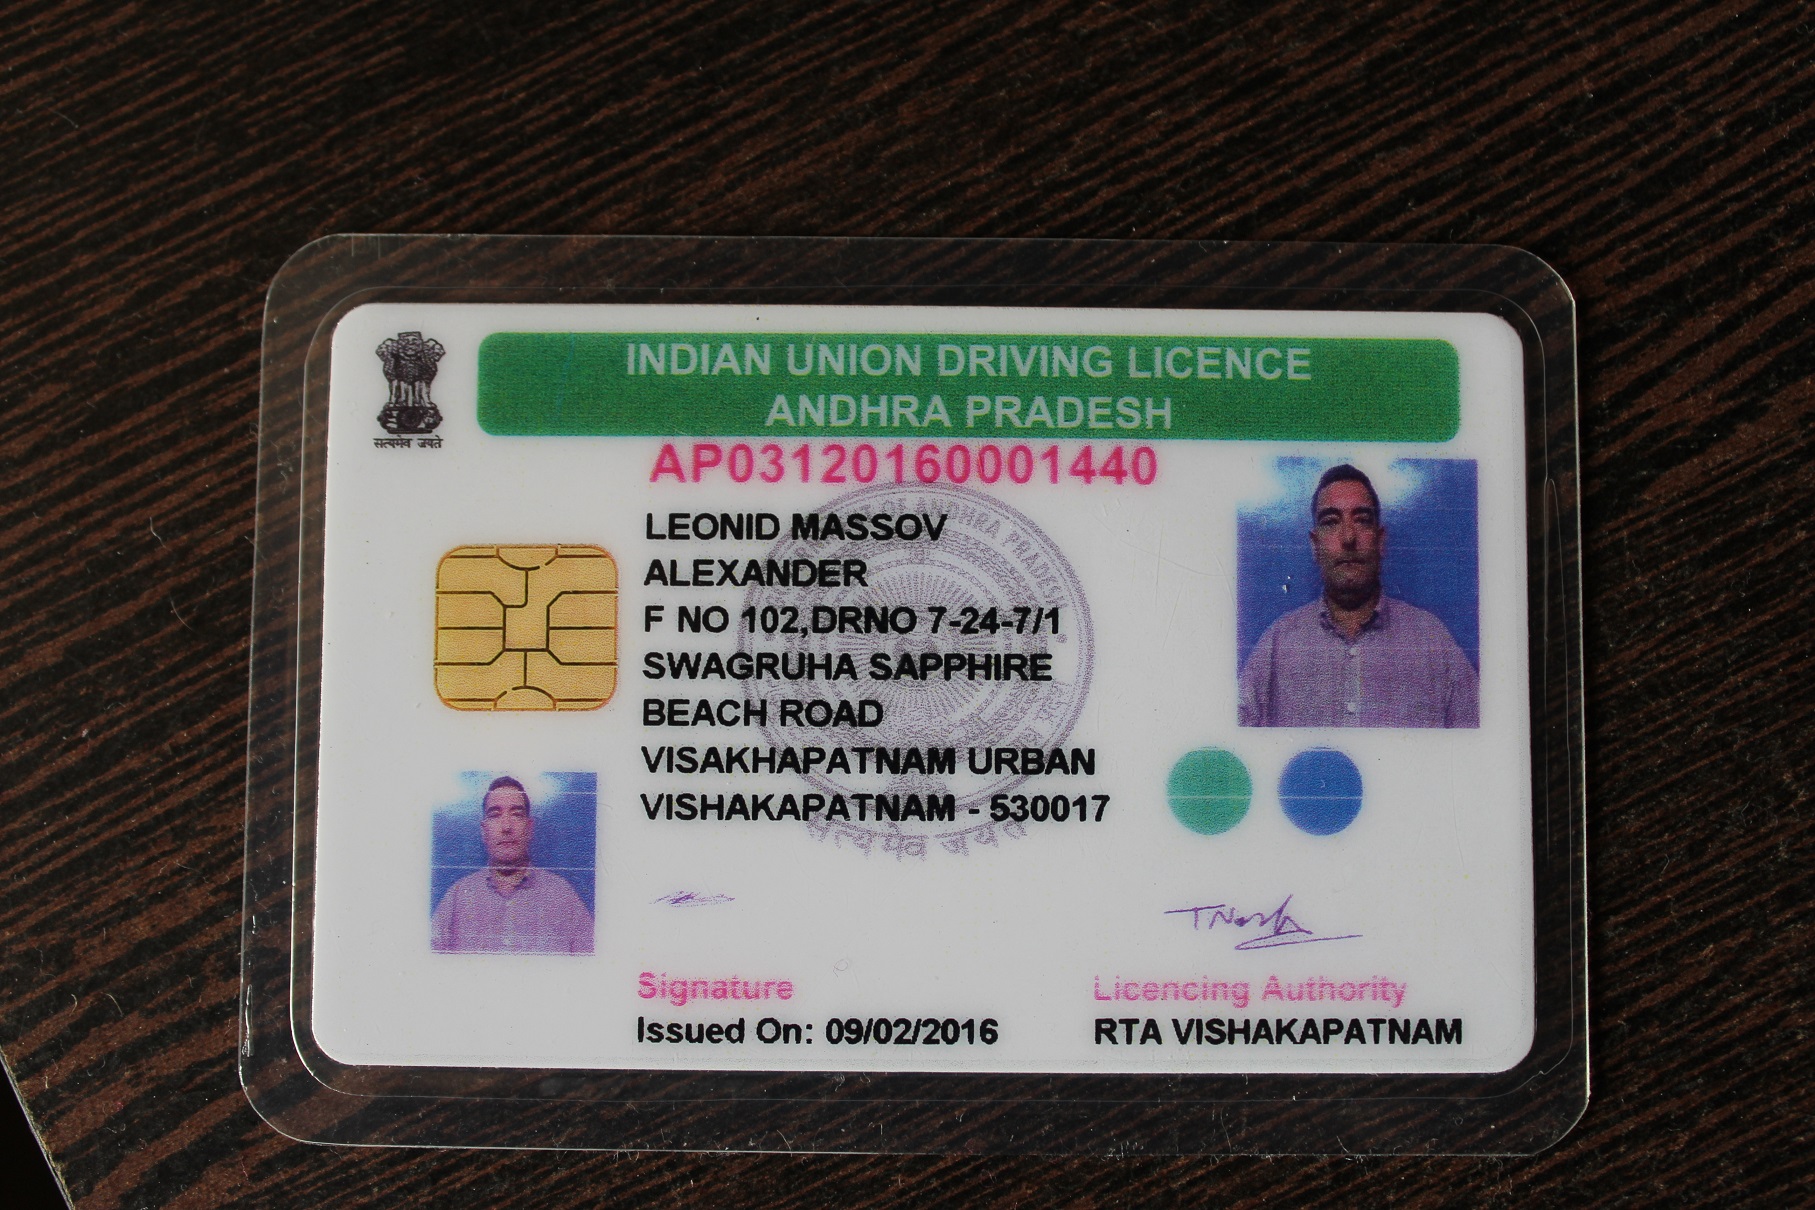 INDIAN UNION DRIVING LICENCE
ANDHRA PRADESH
सत्यमेव जयते
AP03120160001440
LEONID MASSOV
ALEXANDER
F NO 102,DRNO 7-24-7/1
SWAGRUHA SAPPHIRE
BEACH ROAD
VISAKHAPATNAM URBAN
VISHAKAPATNAM - 530017
ANDHRA PRADESH
सत्यमेव जयते
Signature
Licencing Authority
Issued On: 09/02/2016
RTA VISHAKAPATNAM